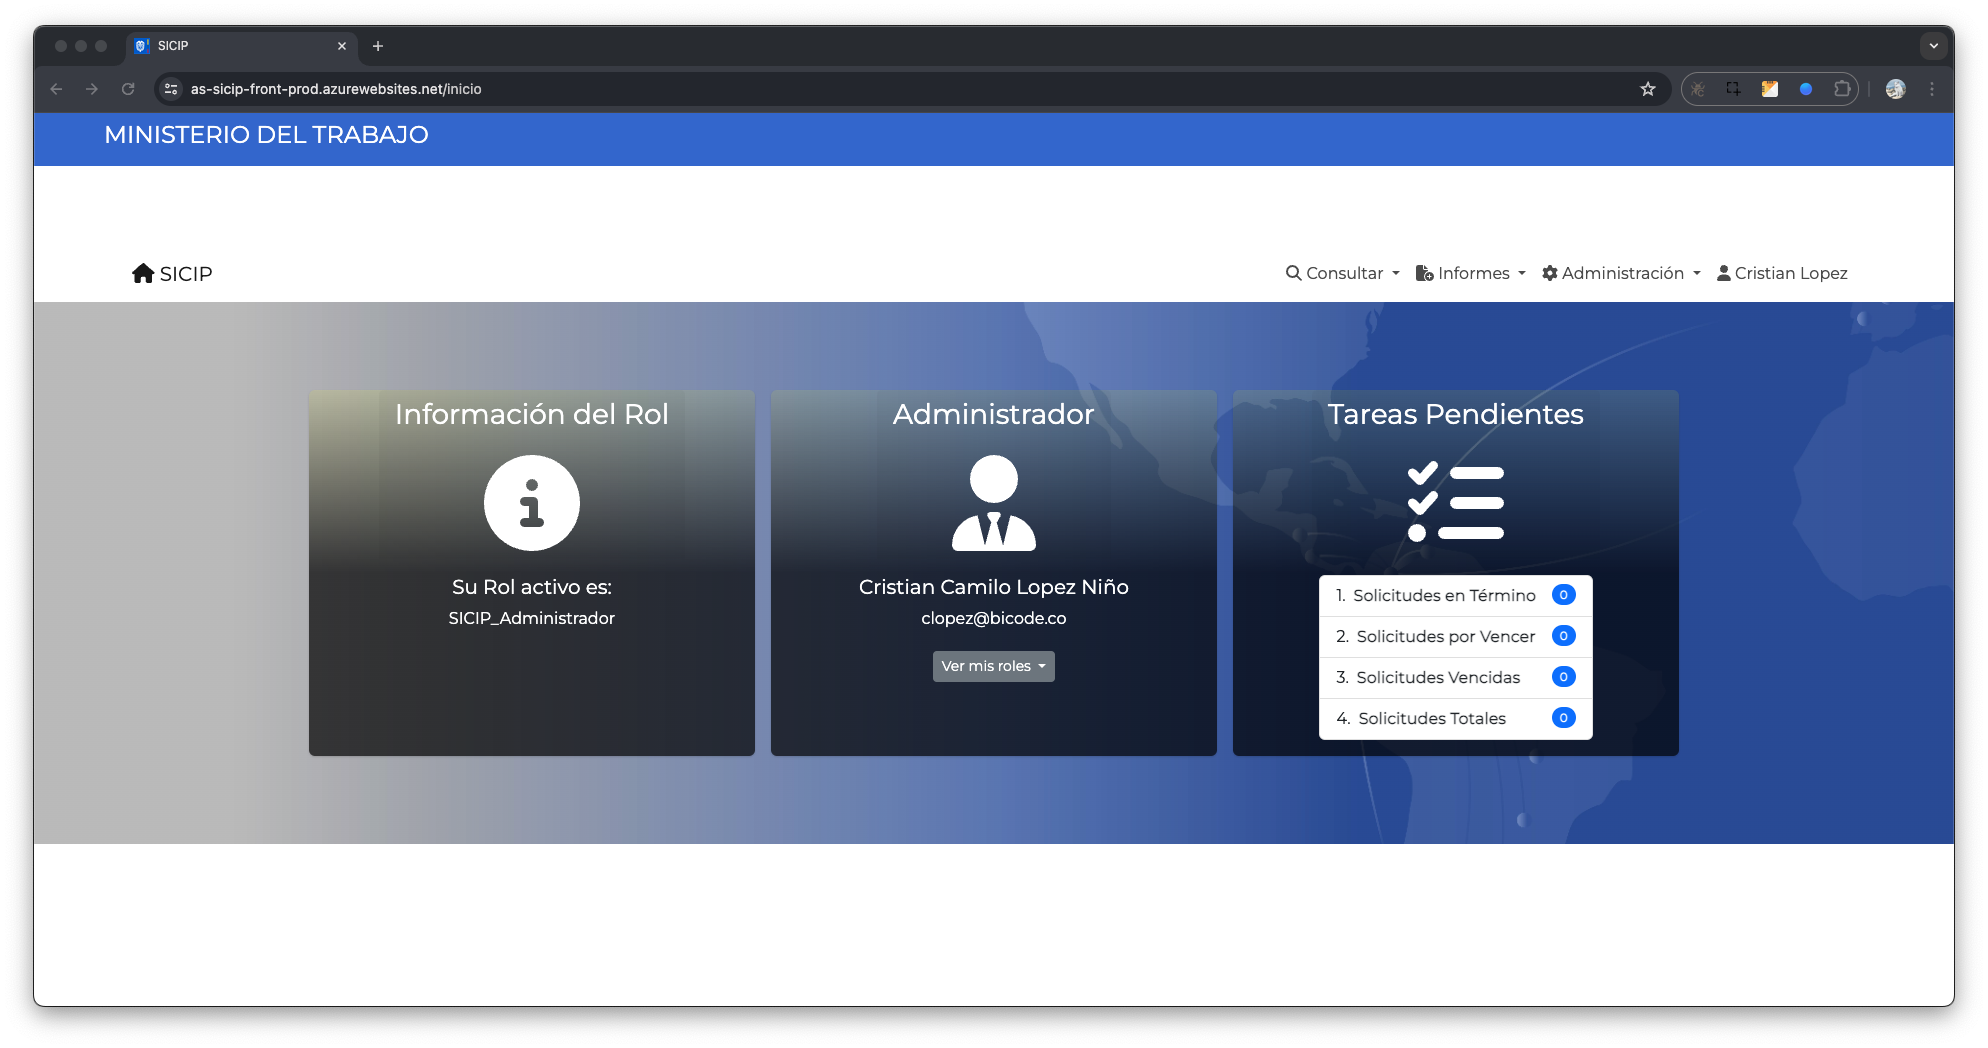 SICIP
as-sicip-front-prod.azurewebsites.net/inicio
MINISTERIO DEL TRABAJO
SICIP
Consultar
Informes
Administración
Cristian Lopez
Información del Rol
Su Rol activo es:
SICIP_Administrador
Administrador
Cristian Camilo Lopez Niño
clopez@bicode.co
Ver mis roles
Tareas Pendientes
1. Solicitudes en Término 0
2. Solicitudes por Vencer 0
3. Solicitudes Vencidas 0
4. Solicitudes Totales 0